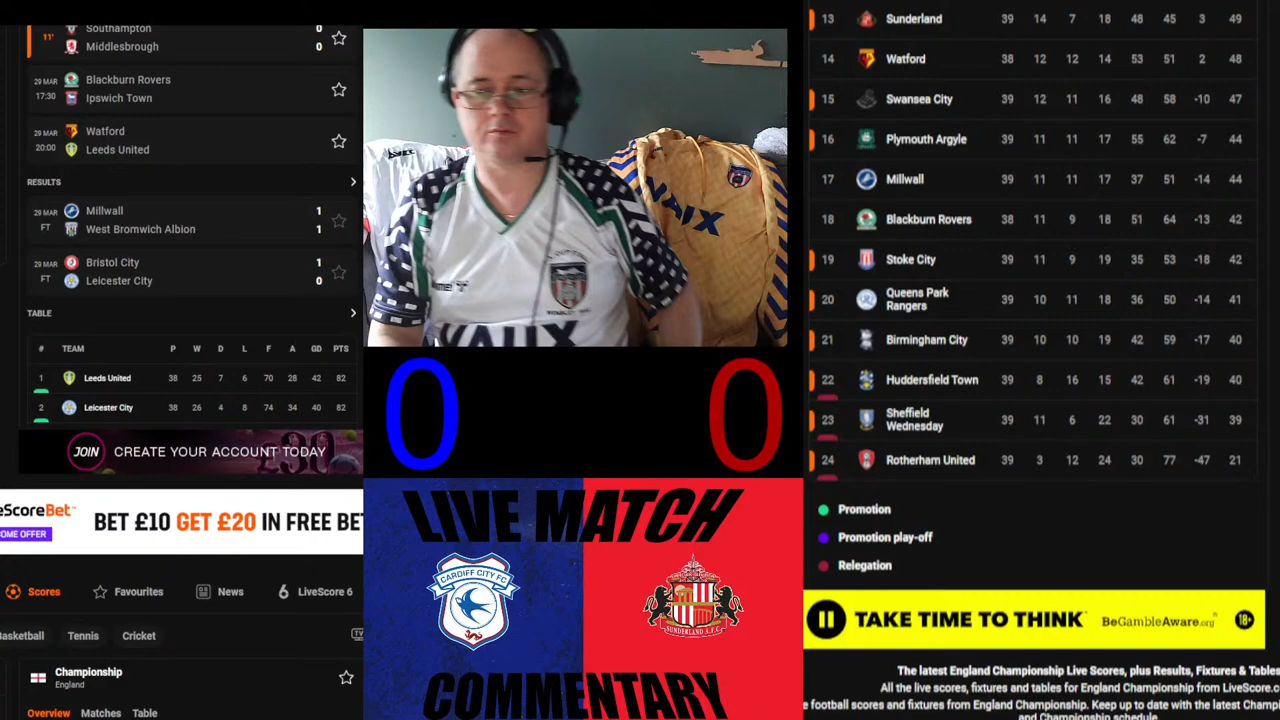 Southampton 0
11'
Middlesbrough 0
29 MAR Blackburn Rovers
17:30 Ipswich Town
29 MAR Watford
20:00 Leeds United
RESULTS
29 MAR Millwall 1
FT West Bromwich Albion 1
29 MAR Bristol City 1
FT Leicester City 0
TABLE
# TEAM P W D L F A GD PTS
1 Leeds United 38 25 7 6 70 28 42 82
2 Leicester City 38 26 4 8 74 34 40 82
JOIN CREATE YOUR ACCOUNT TODAY
eScoreBet
OME OFFER
BET £10 GET £20 IN FREE BET
Scores Favourites News 6 LiveScore 6
Basketball Tennis Cricket
Championship
England
Overview Matches Table
VAUX
VAUX
0 0
LIVE MATCH
CARDIFF CITY FC
SUNDERLAND A.F.C
COMMENTARY
13 Sunderland 39 14 7 18 48 45 3 49
14 Watford 38 12 12 14 53 51 2 48
15 Swansea City 39 12 11 16 48 58 -10 47
16 Plymouth Argyle 39 11 11 17 55 62 -7 44
17 Millwall 39 11 11 17 37 51 -14 44
18 Blackburn Rovers 38 11 9 18 51 64 -13 42
19 Stoke City 39 11 9 19 35 53 -18 42
20 Queens Park Rangers 39 10 11 18 36 50 -14 41
21 Birmingham City 39 10 10 19 42 59 -17 40
22 Huddersfield Town 39 8 16 15 42 61 -19 40
23 Sheffield Wednesday 39 11 6 22 30 61 -31 39
24 Rotherham United 39 3 12 24 30 77 -47 21
Promotion
Promotion play-off
Relegation
TAKE TIME TO THINK BeGambleAware.org 18+
The latest England Championship Live Scores, plus Results, Fixtures & Tables
All the live scores, fixtures and tables for England Championship from LiveScore.c
e football scores and fixtures from England Championship. Keep up to date with the latest Champ
and Championship schedule